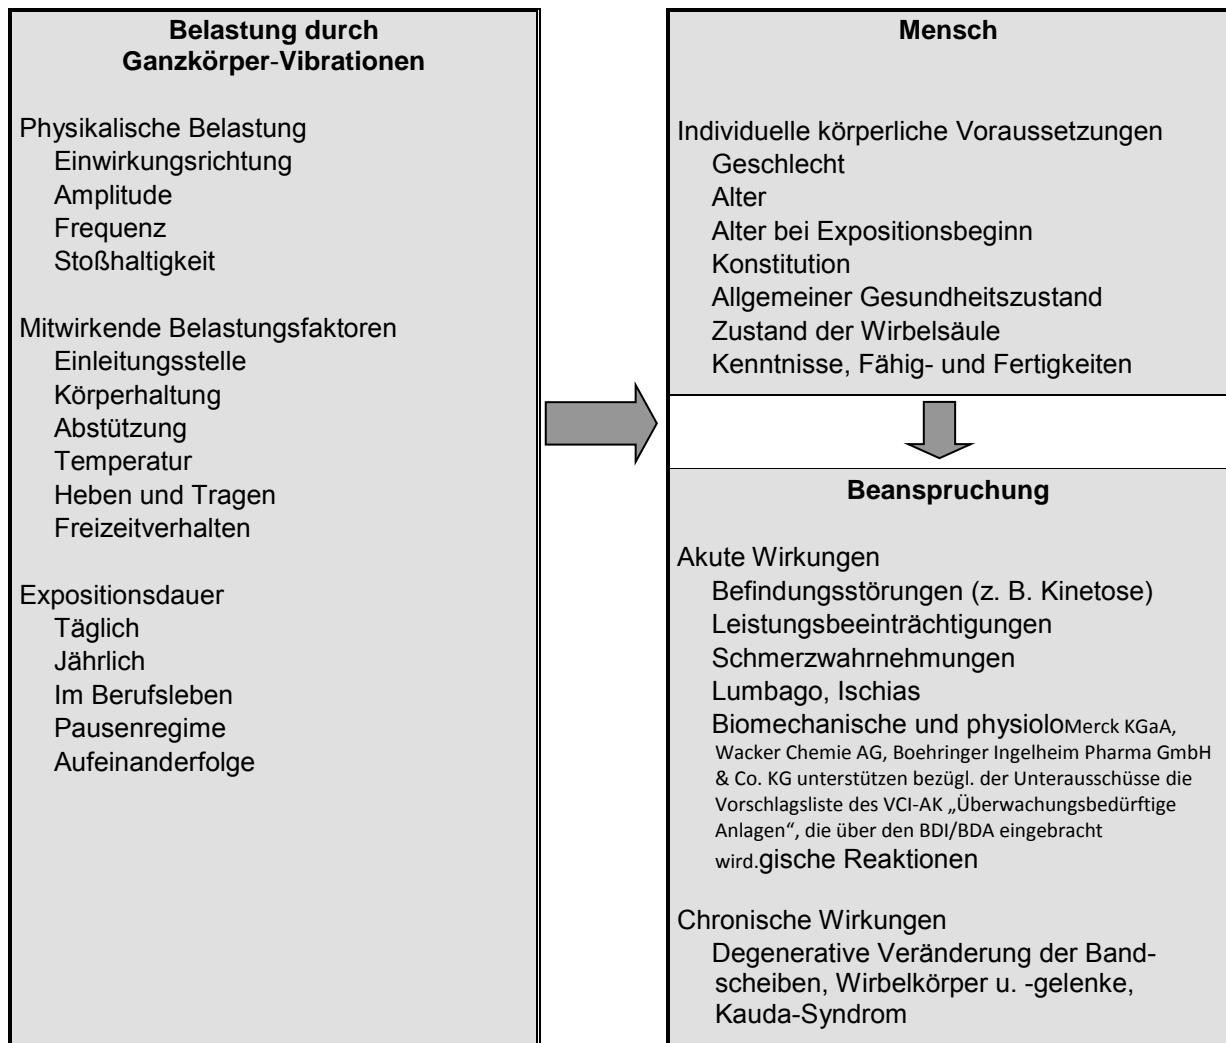 Belastung durch
Ganzkörper-Vibrationen
Physikalische Belastung
Einwirkungsrichtung
Amplitude
Frequenz
Stoßhaltigkeit
Mitwirkende Belastungsfaktoren
Einleitungsstelle
Körperhaltung
Abstützung
Temperatur
Heben und Tragen
Freizeitverhalten
Expositionsdauer
Täglich
Jährlich
Im Berufsleben
Pausenregime
Aufeinanderfolge
Mensch
Individuelle körperliche Voraussetzungen
Geschlecht
Alter
Alter bei Expositionsbeginn
Konstitution
Allgemeiner Gesundheitszustand
Zustand der Wirbelsäule
Kenntnisse, Fähig- und Fertigkeiten
Beanspruchung
Akute Wirkungen
Befindungsstörungen (z. B. Kinetose)
Leistungsbeeinträchtigungen
Schmerzwahrnehmungen
Lumbago, Ischias
Biomechanische und physioloMerck KGaA,
Wacker Chemie AG, Boehringer Ingelheim Pharma GmbH
& Co. KG unterstützen bezügl. der Unterausschüsse die
Vorschlagsliste des VCI-AK „Überwachungsbedürftige
Anlagen“, die über den BDI/BDA eingebracht
wird.gische Reaktionen
Chronische Wirkungen
Degenerative Veränderung der Band-
scheiben, Wirbelkörper u. -gelenke,
Kauda-Syndrom